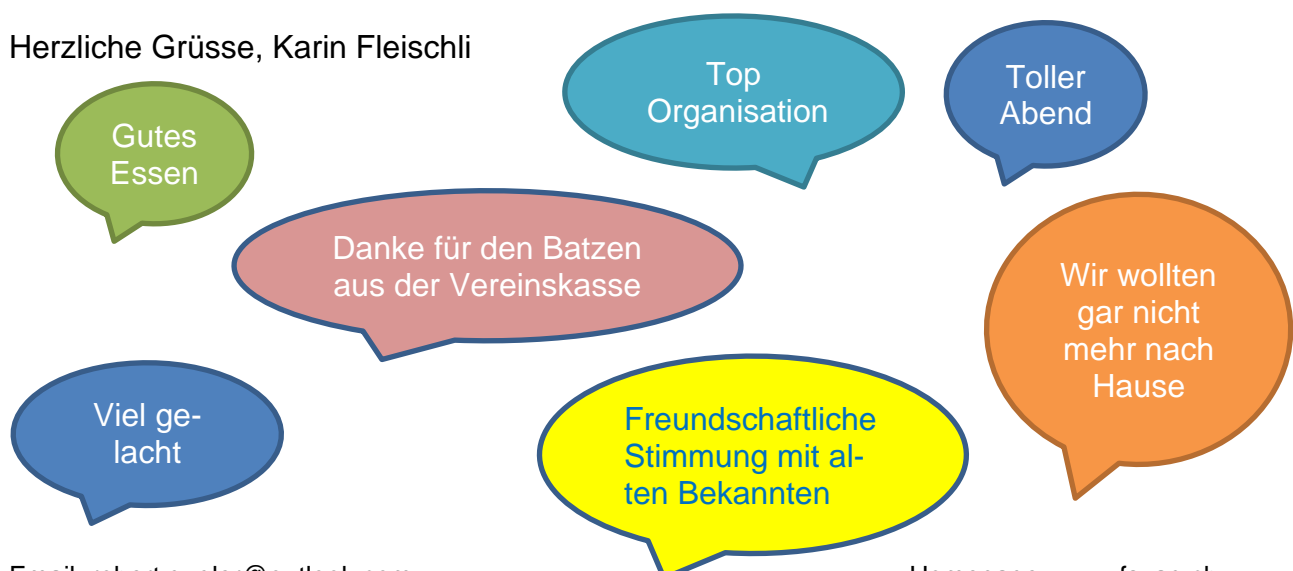 Herzliche Grüsse, Karin Fleischli
Top
Organisation
Toller
Abend
Gutes
Essen
Danke für den Batzen
aus der Vereinskasse
Wir wollten
gar nicht
mehr nach
Hause
Viel ge-
lacht
Freundschaftliche
Stimmung mit al-
ten Bekannten